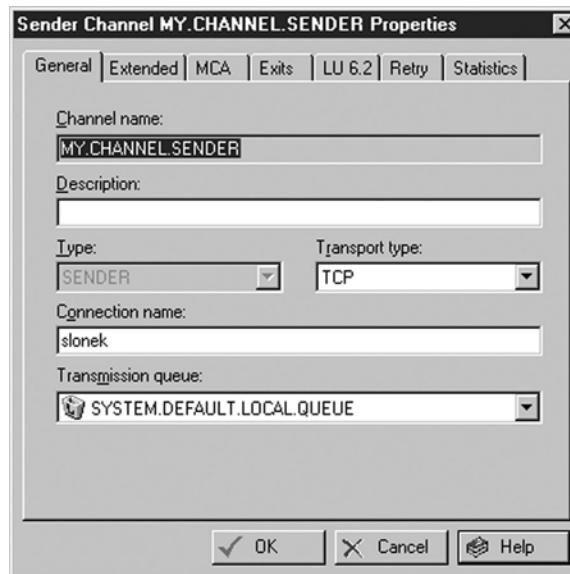 Sender Channel MY.CHANNEL.SENDER Properties
General Extended MCA Exits LU 6.2 Retry Statistics
Channel name:
MY.CHANNEL.SENDER
Description:
Type: Transport type:
SENDER TCP
Connection name:
slonek
Transmission queue:
SYSTEM.DEFAULT.LOCAL.QUEUE
OK Cancel Help